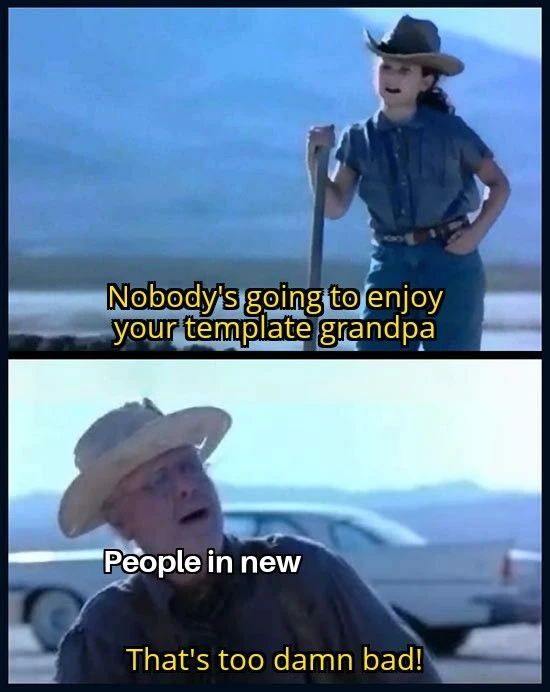 Nobody's going to enjoy
your template grandpa
People in new
That's too damn bad!